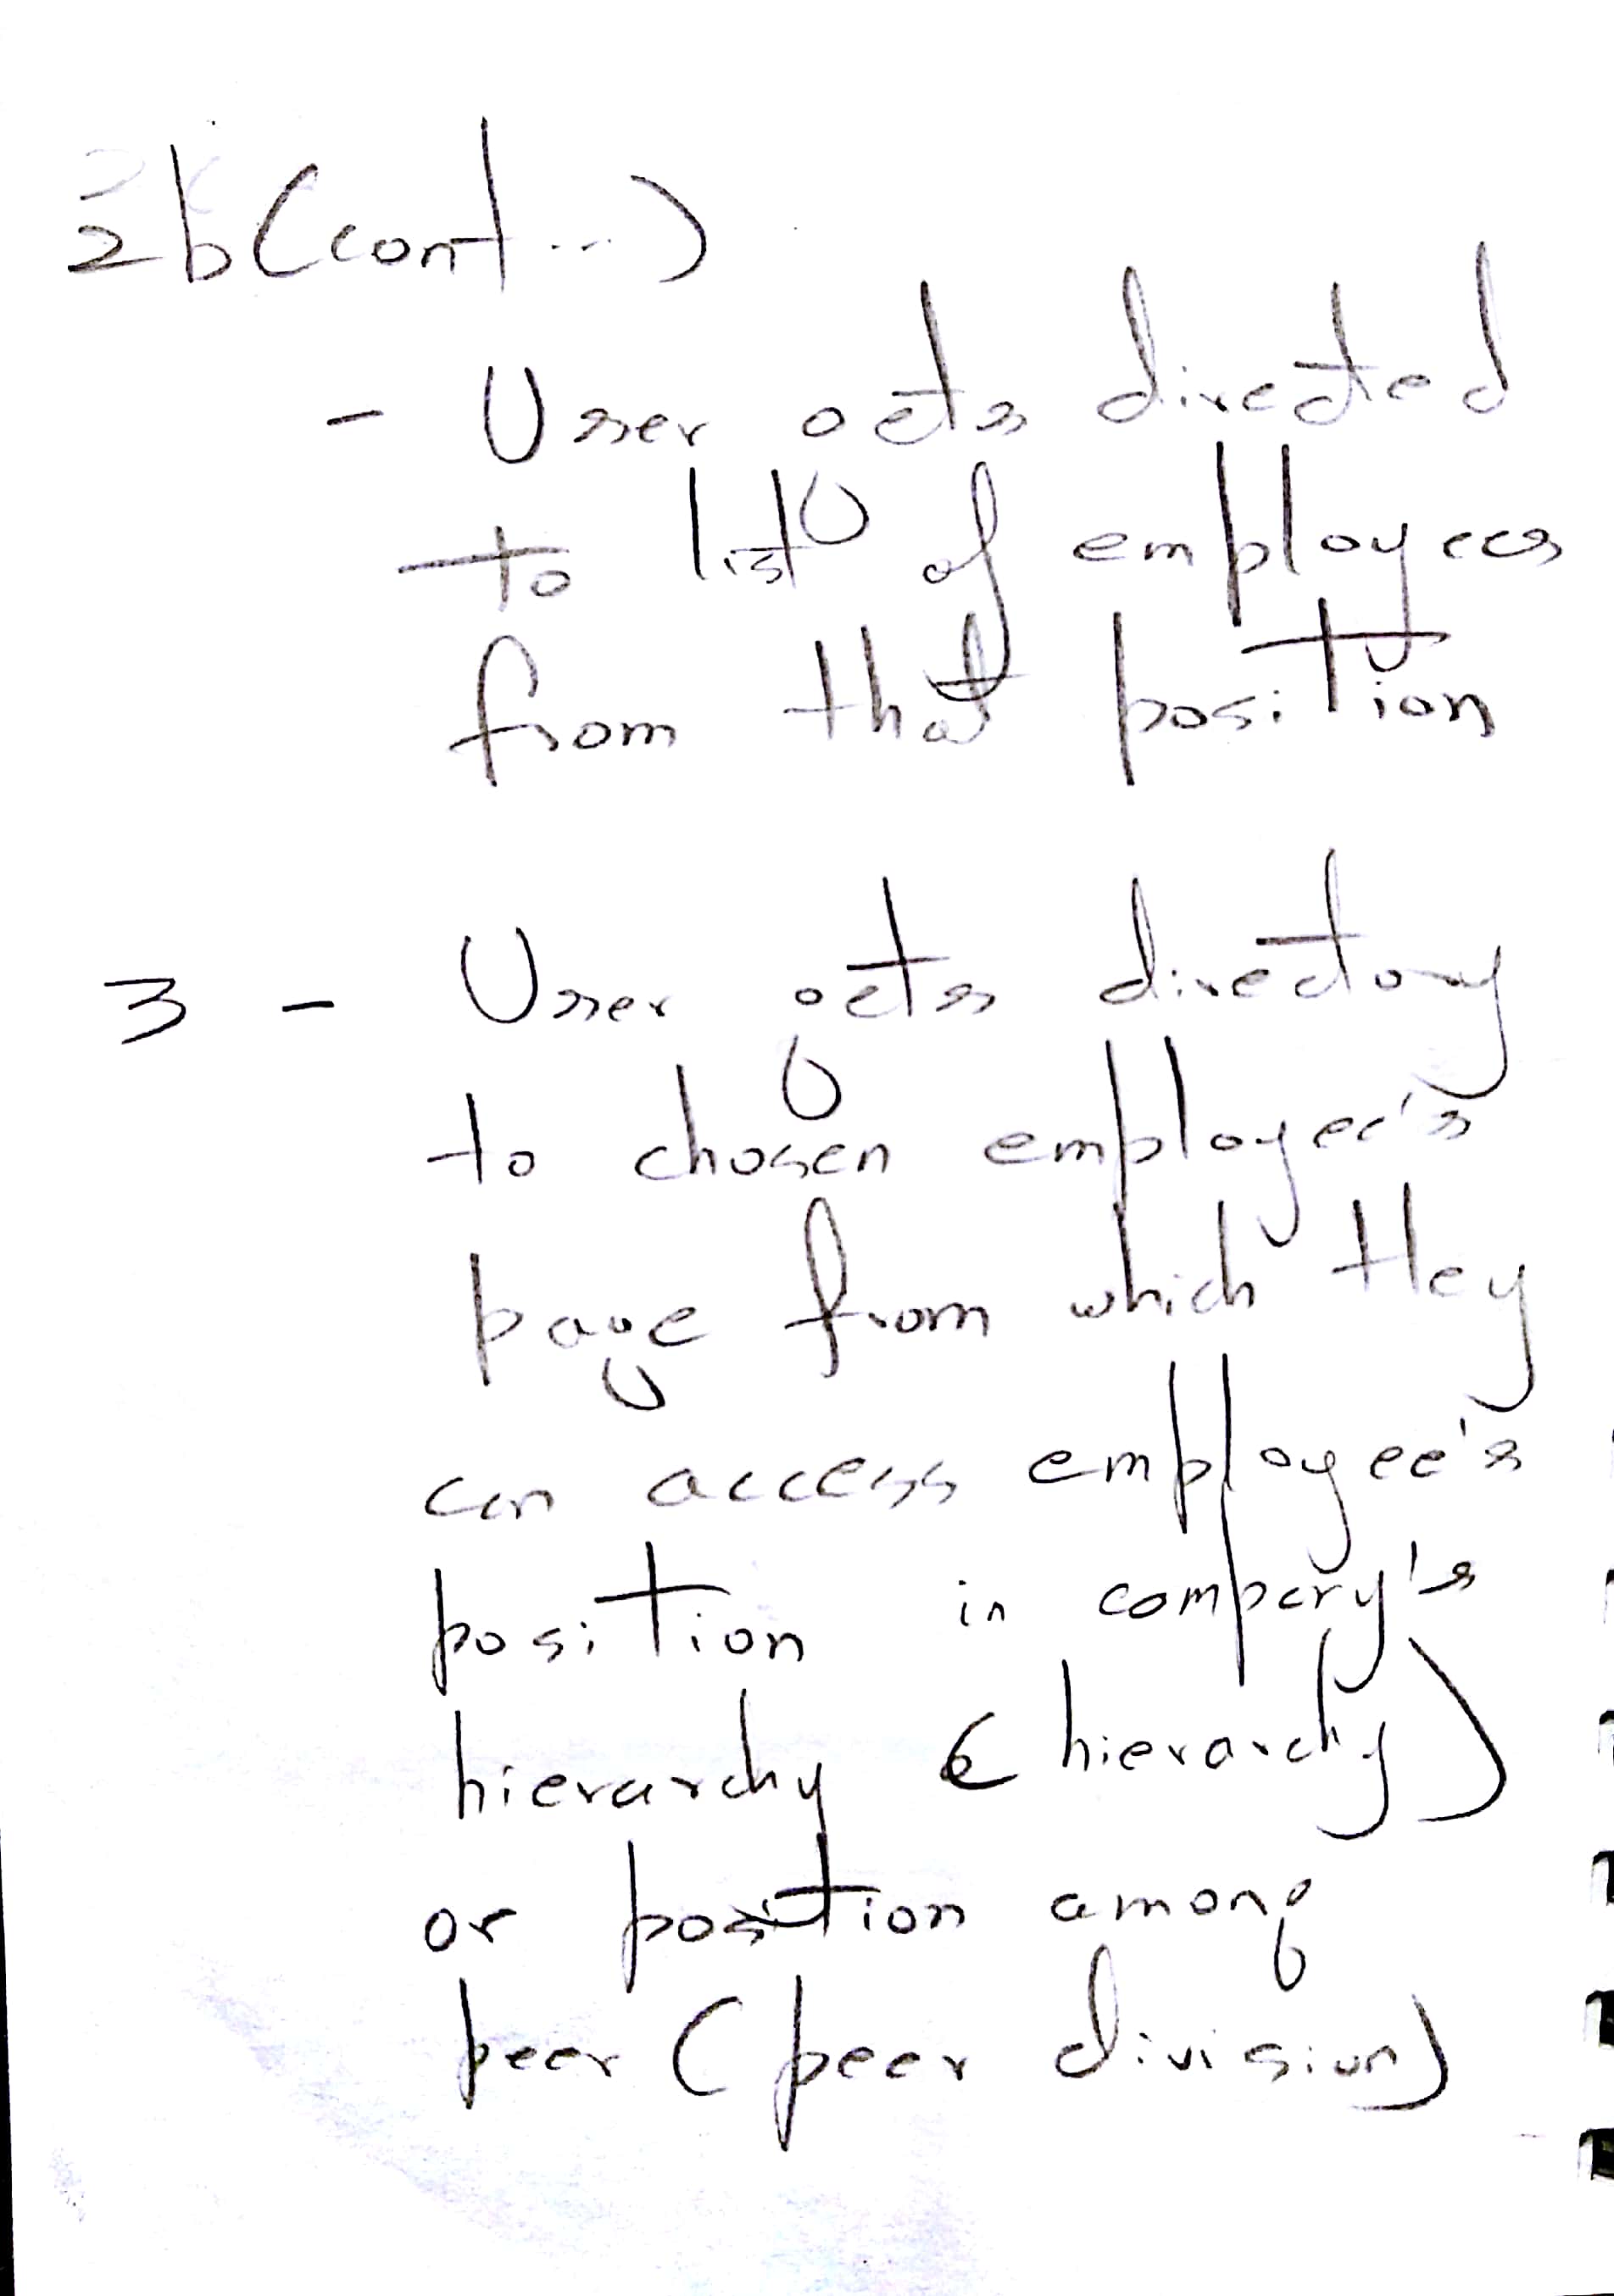 2b (cont...)
- User gets directed
to list of employees
from that position
3 - User gets directory
to chosen employee's
page from which they
can access employee's
position in company's
hierarchy (hierarchy)
or position among
peer (peer division)